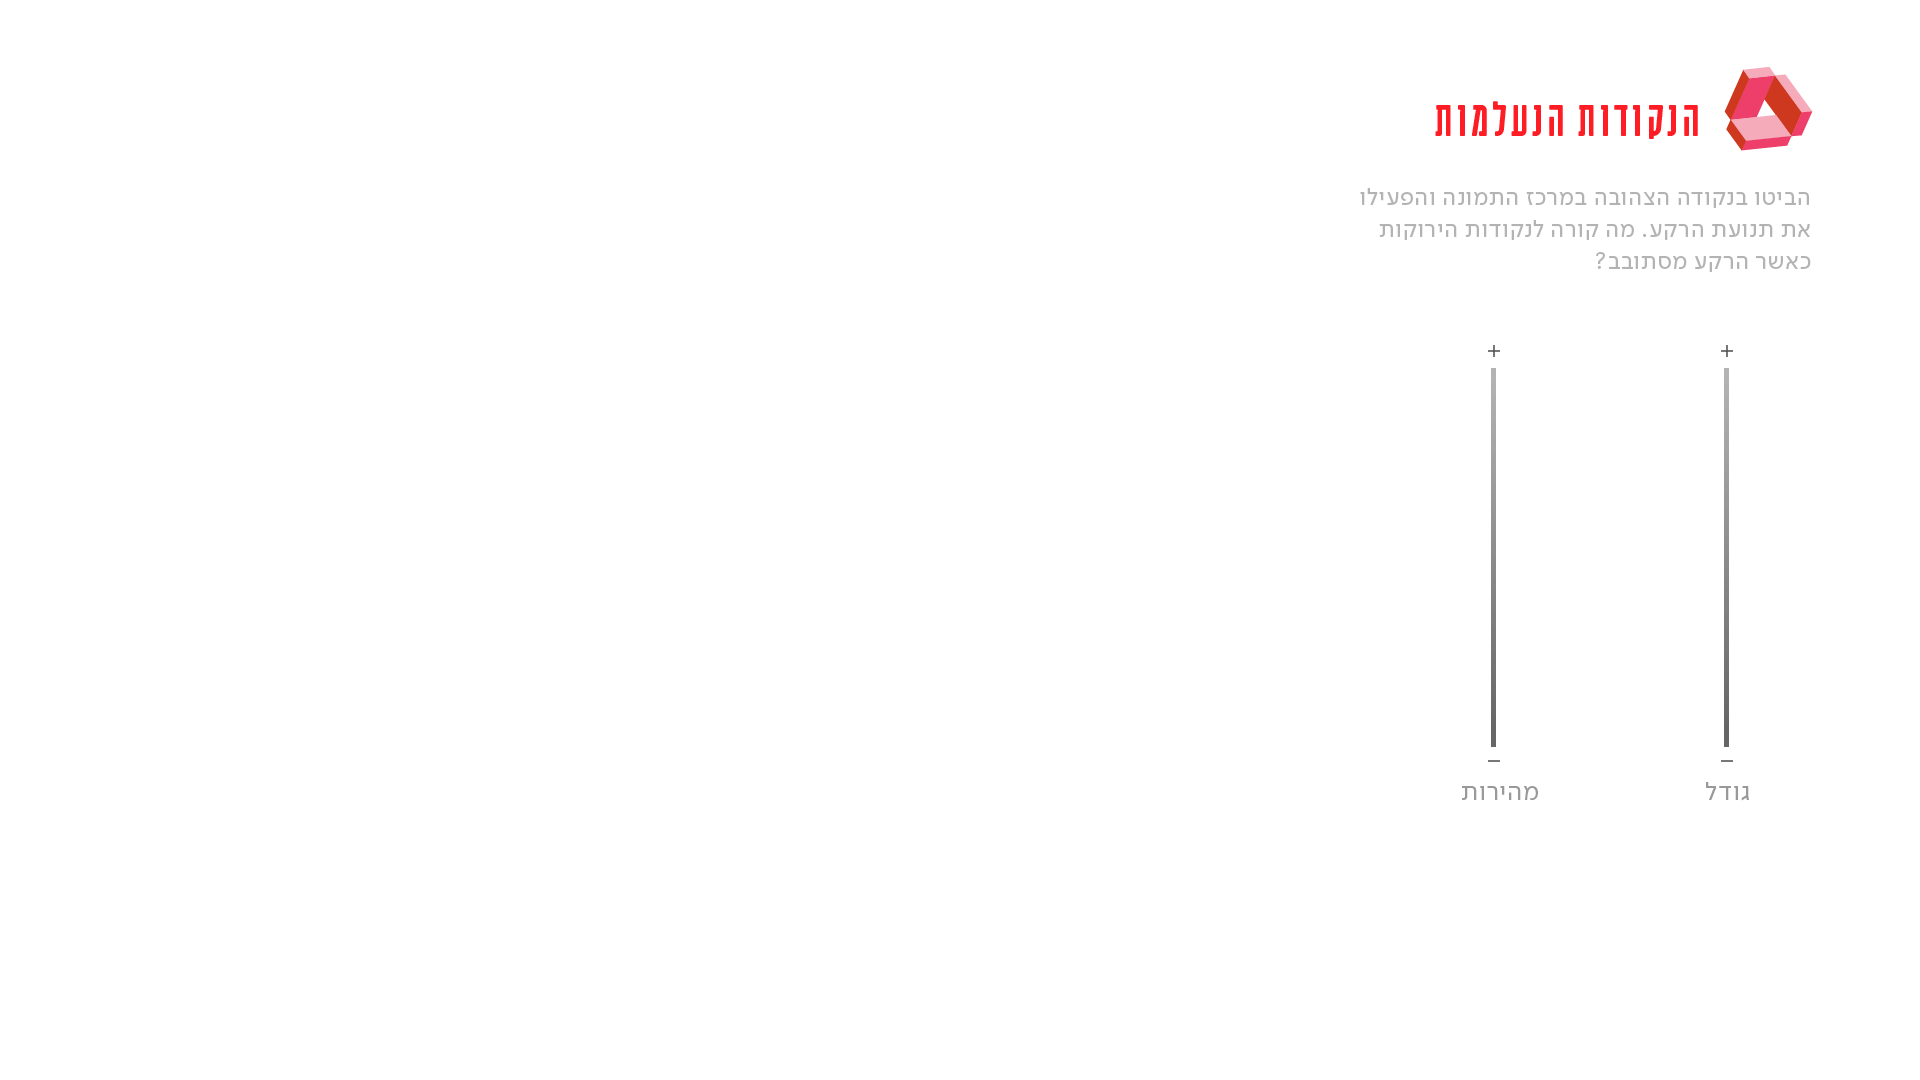 הנקודות הנעלמות
הביטו בנקודה הצהובה במרכז התמונה והפעילו
את תנועת הרקע. מה קורה לנקודות הירוקות
כאשר הרקע מסתובב?
+ +
– –
גודל מהירות